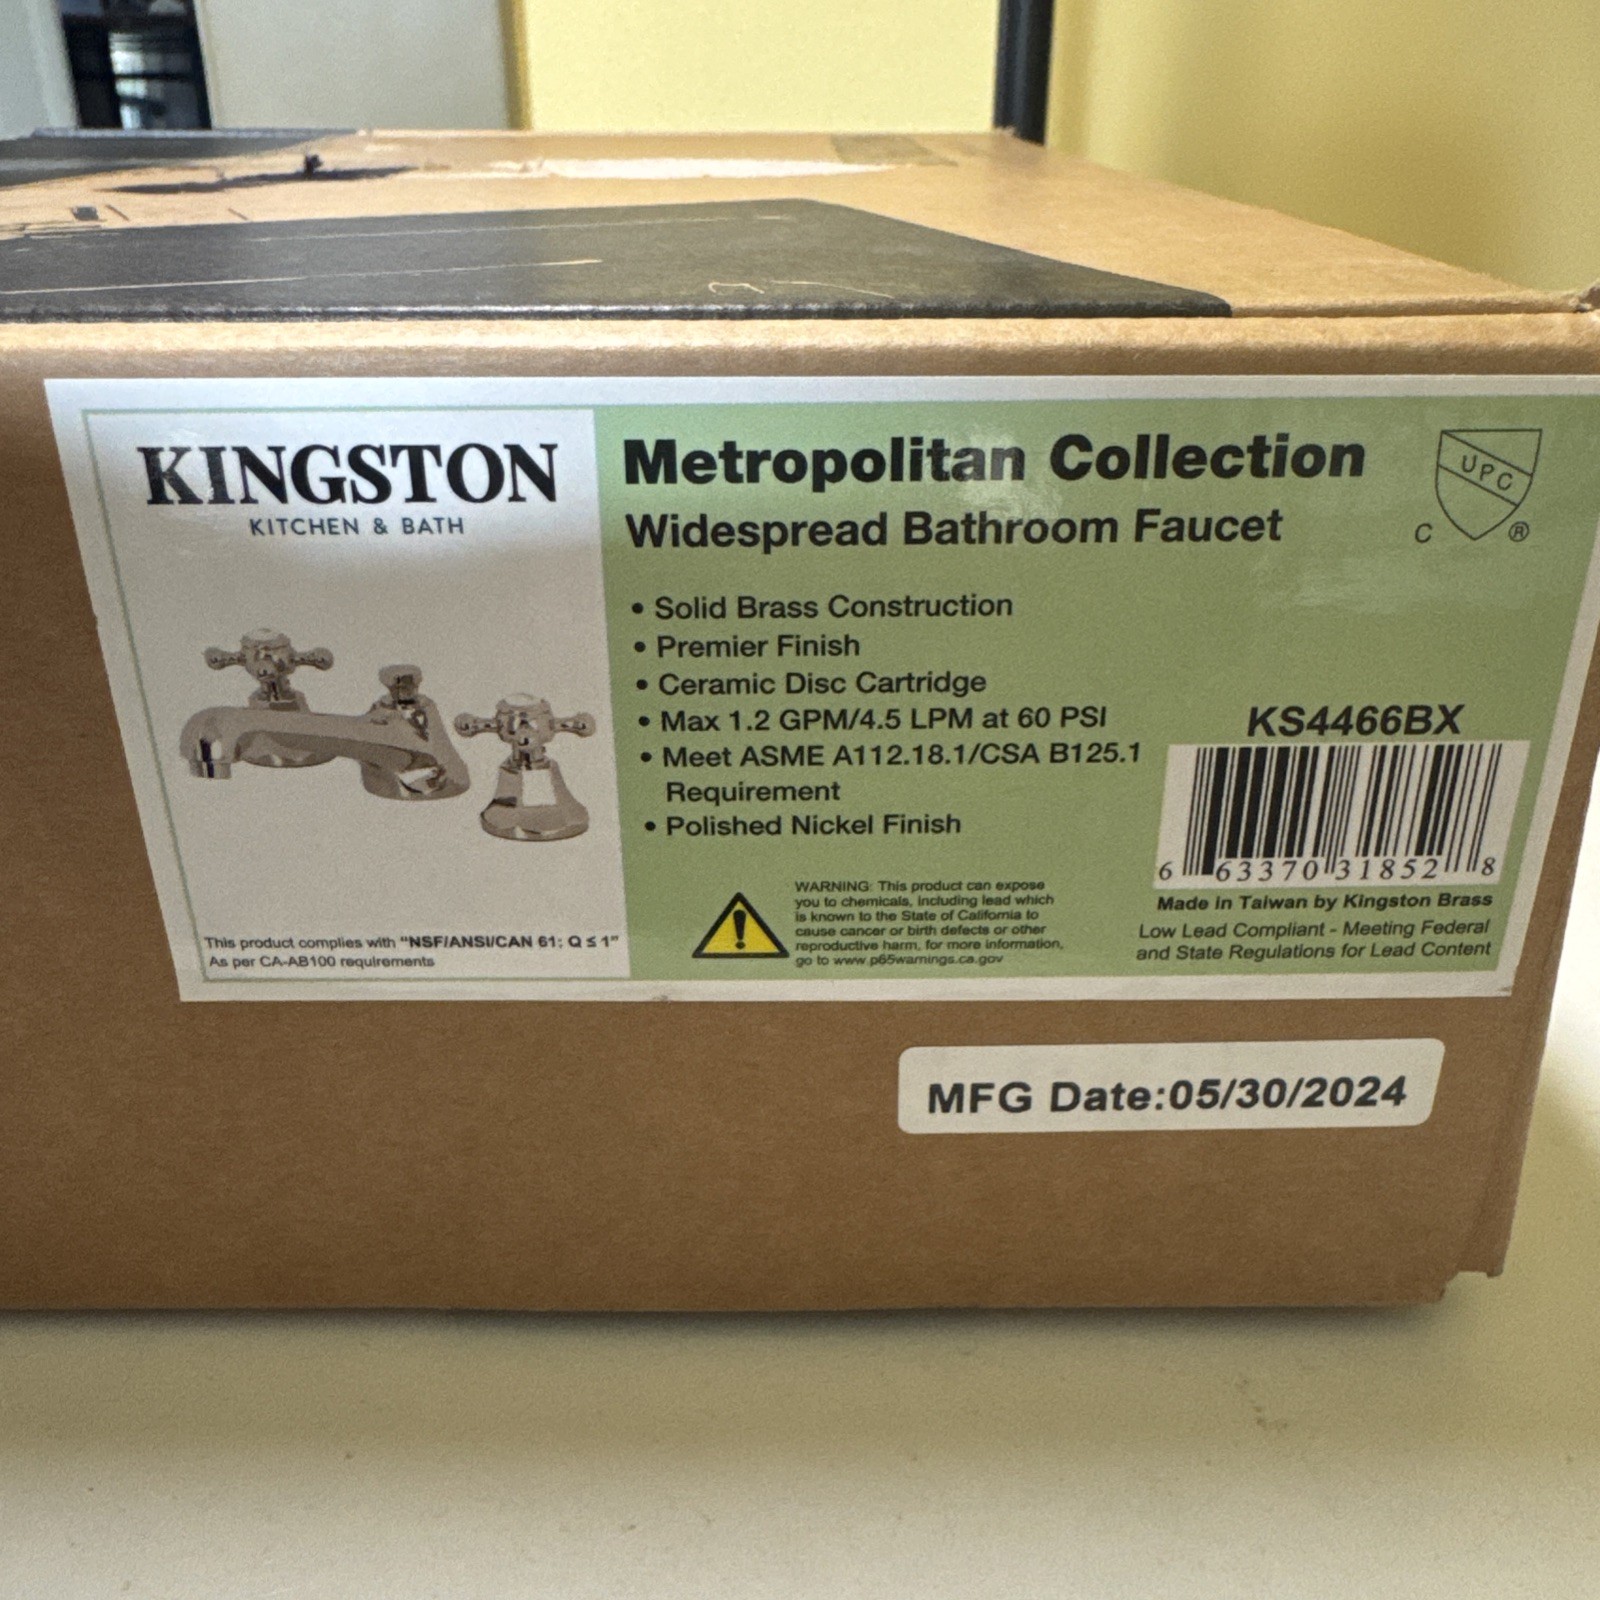 KINGSTON
KITCHEN & BATH
This product complies with "NSF/ANSI/CAN 61: Q ≤ 1"
As per CA-AB100 requirements
Metropolitan Collection
Widespread Bathroom Faucet
• Solid Brass Construction
• Premier Finish
• Ceramic Disc Cartridge
• Max 1.2 GPM/4.5 LPM at 60 PSI
• Meet ASME A112.18.1/CSA B125.1
Requirement
• Polished Nickel Finish
WARNING: This product can expose
you to chemicals, including lead which
is known to the State of California to
cause cancer or birth defects or other
reproductive harm, for more information,
go to www.p65warnings.ca.gov
UPC
C ®
KS4466BX
6 63370 31852 8
Made in Taiwan by Kingston Brass
Low Lead Compliant - Meeting Federal
and State Regulations for Lead Content
MFG Date:05/30/2024